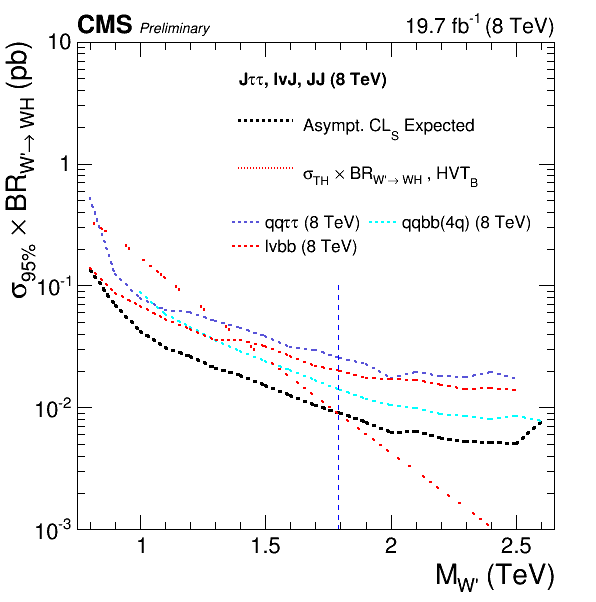 CMS Preliminary 19.7 fb⁻¹ (8 TeV)
σ95% × BRW'→ WH (pb)
Jττ, lνJ, JJ (8 TeV)
Asympt. CLS Expected
σTH × BRW'→ WH , HVTB
qqττ (8 TeV) qqbb(4q) (8 TeV)
lνbb (8 TeV)
10
1
10⁻¹
10⁻²
10⁻³
1 1.5 2 2.5
MW' (TeV)